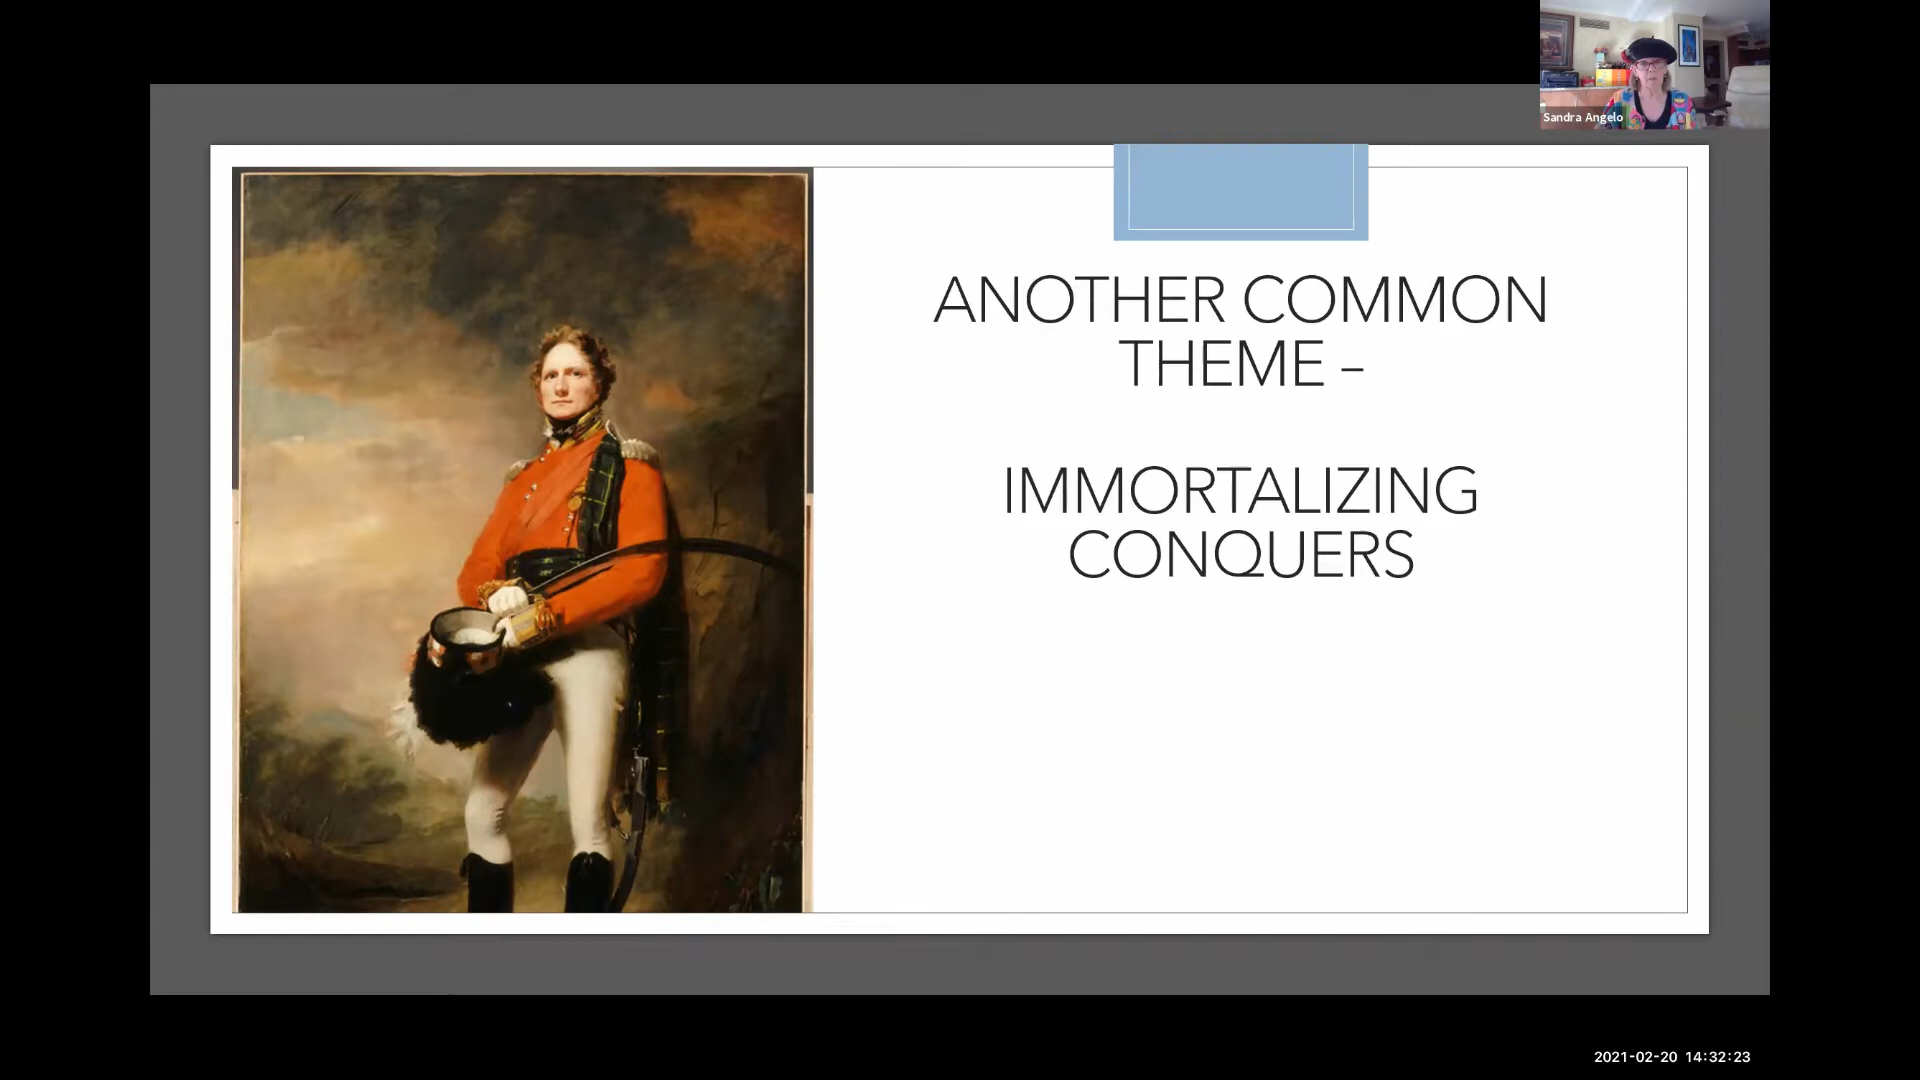 Sandra Angelo
ANOTHER COMMON
THEME –
IMMORTALIZING
CONQUERS
2021-02-20 14:32:23